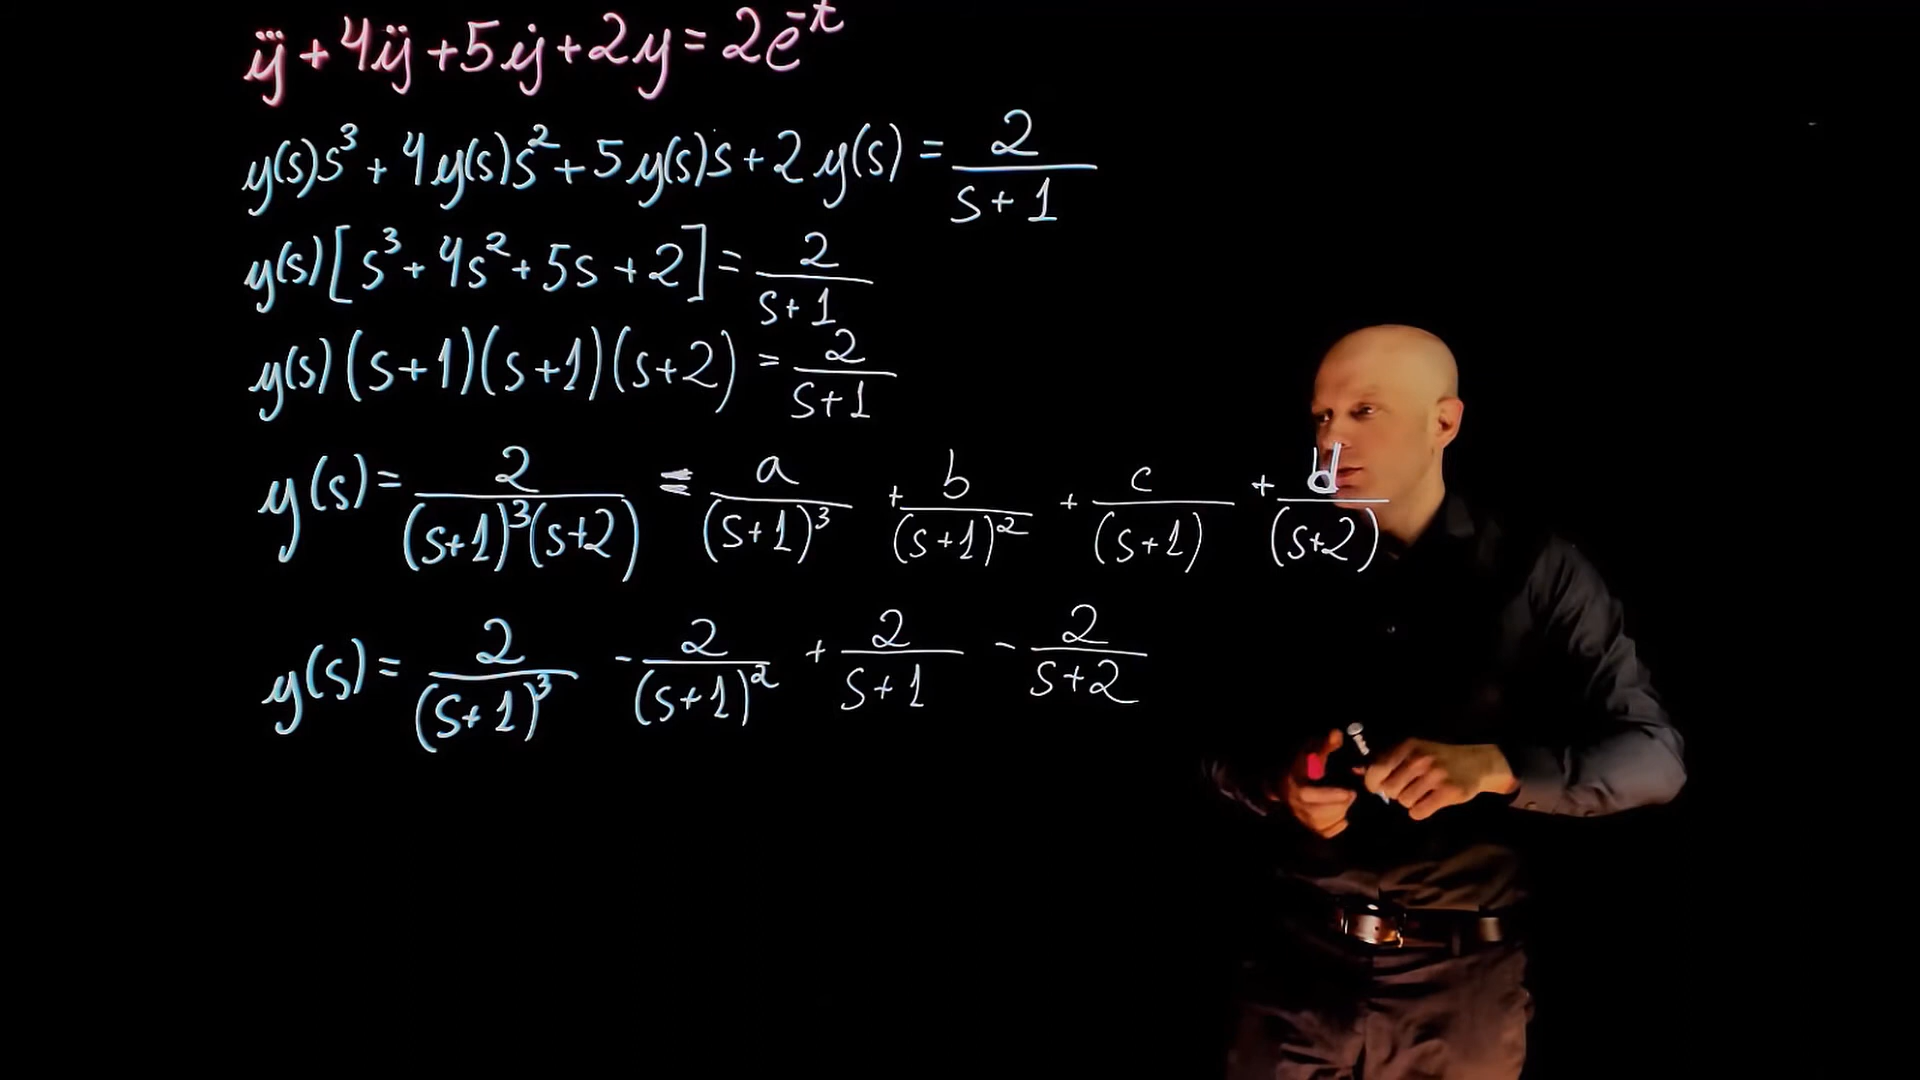 y⃛ + 4ÿ + 5ẏ + 2y = 2e^-t
y(s)s³ + 4y(s)s² + 5y(s)s + 2y(s) = 2/(s+1)
y(s)[s³ + 4s² + 5s + 2] = 2/(s+1)
y(s)(s+1)(s+1)(s+2) = 2/(s+1)
y(s) = 2/((s+1)³(s+2)) = a/(s+1)³ + b/(s+1)² + c/(s+1) + d/(s+2)
y(s) = 2/(s+1)³ - 2/(s+1)² + 2/(s+1) - 2/(s+2)